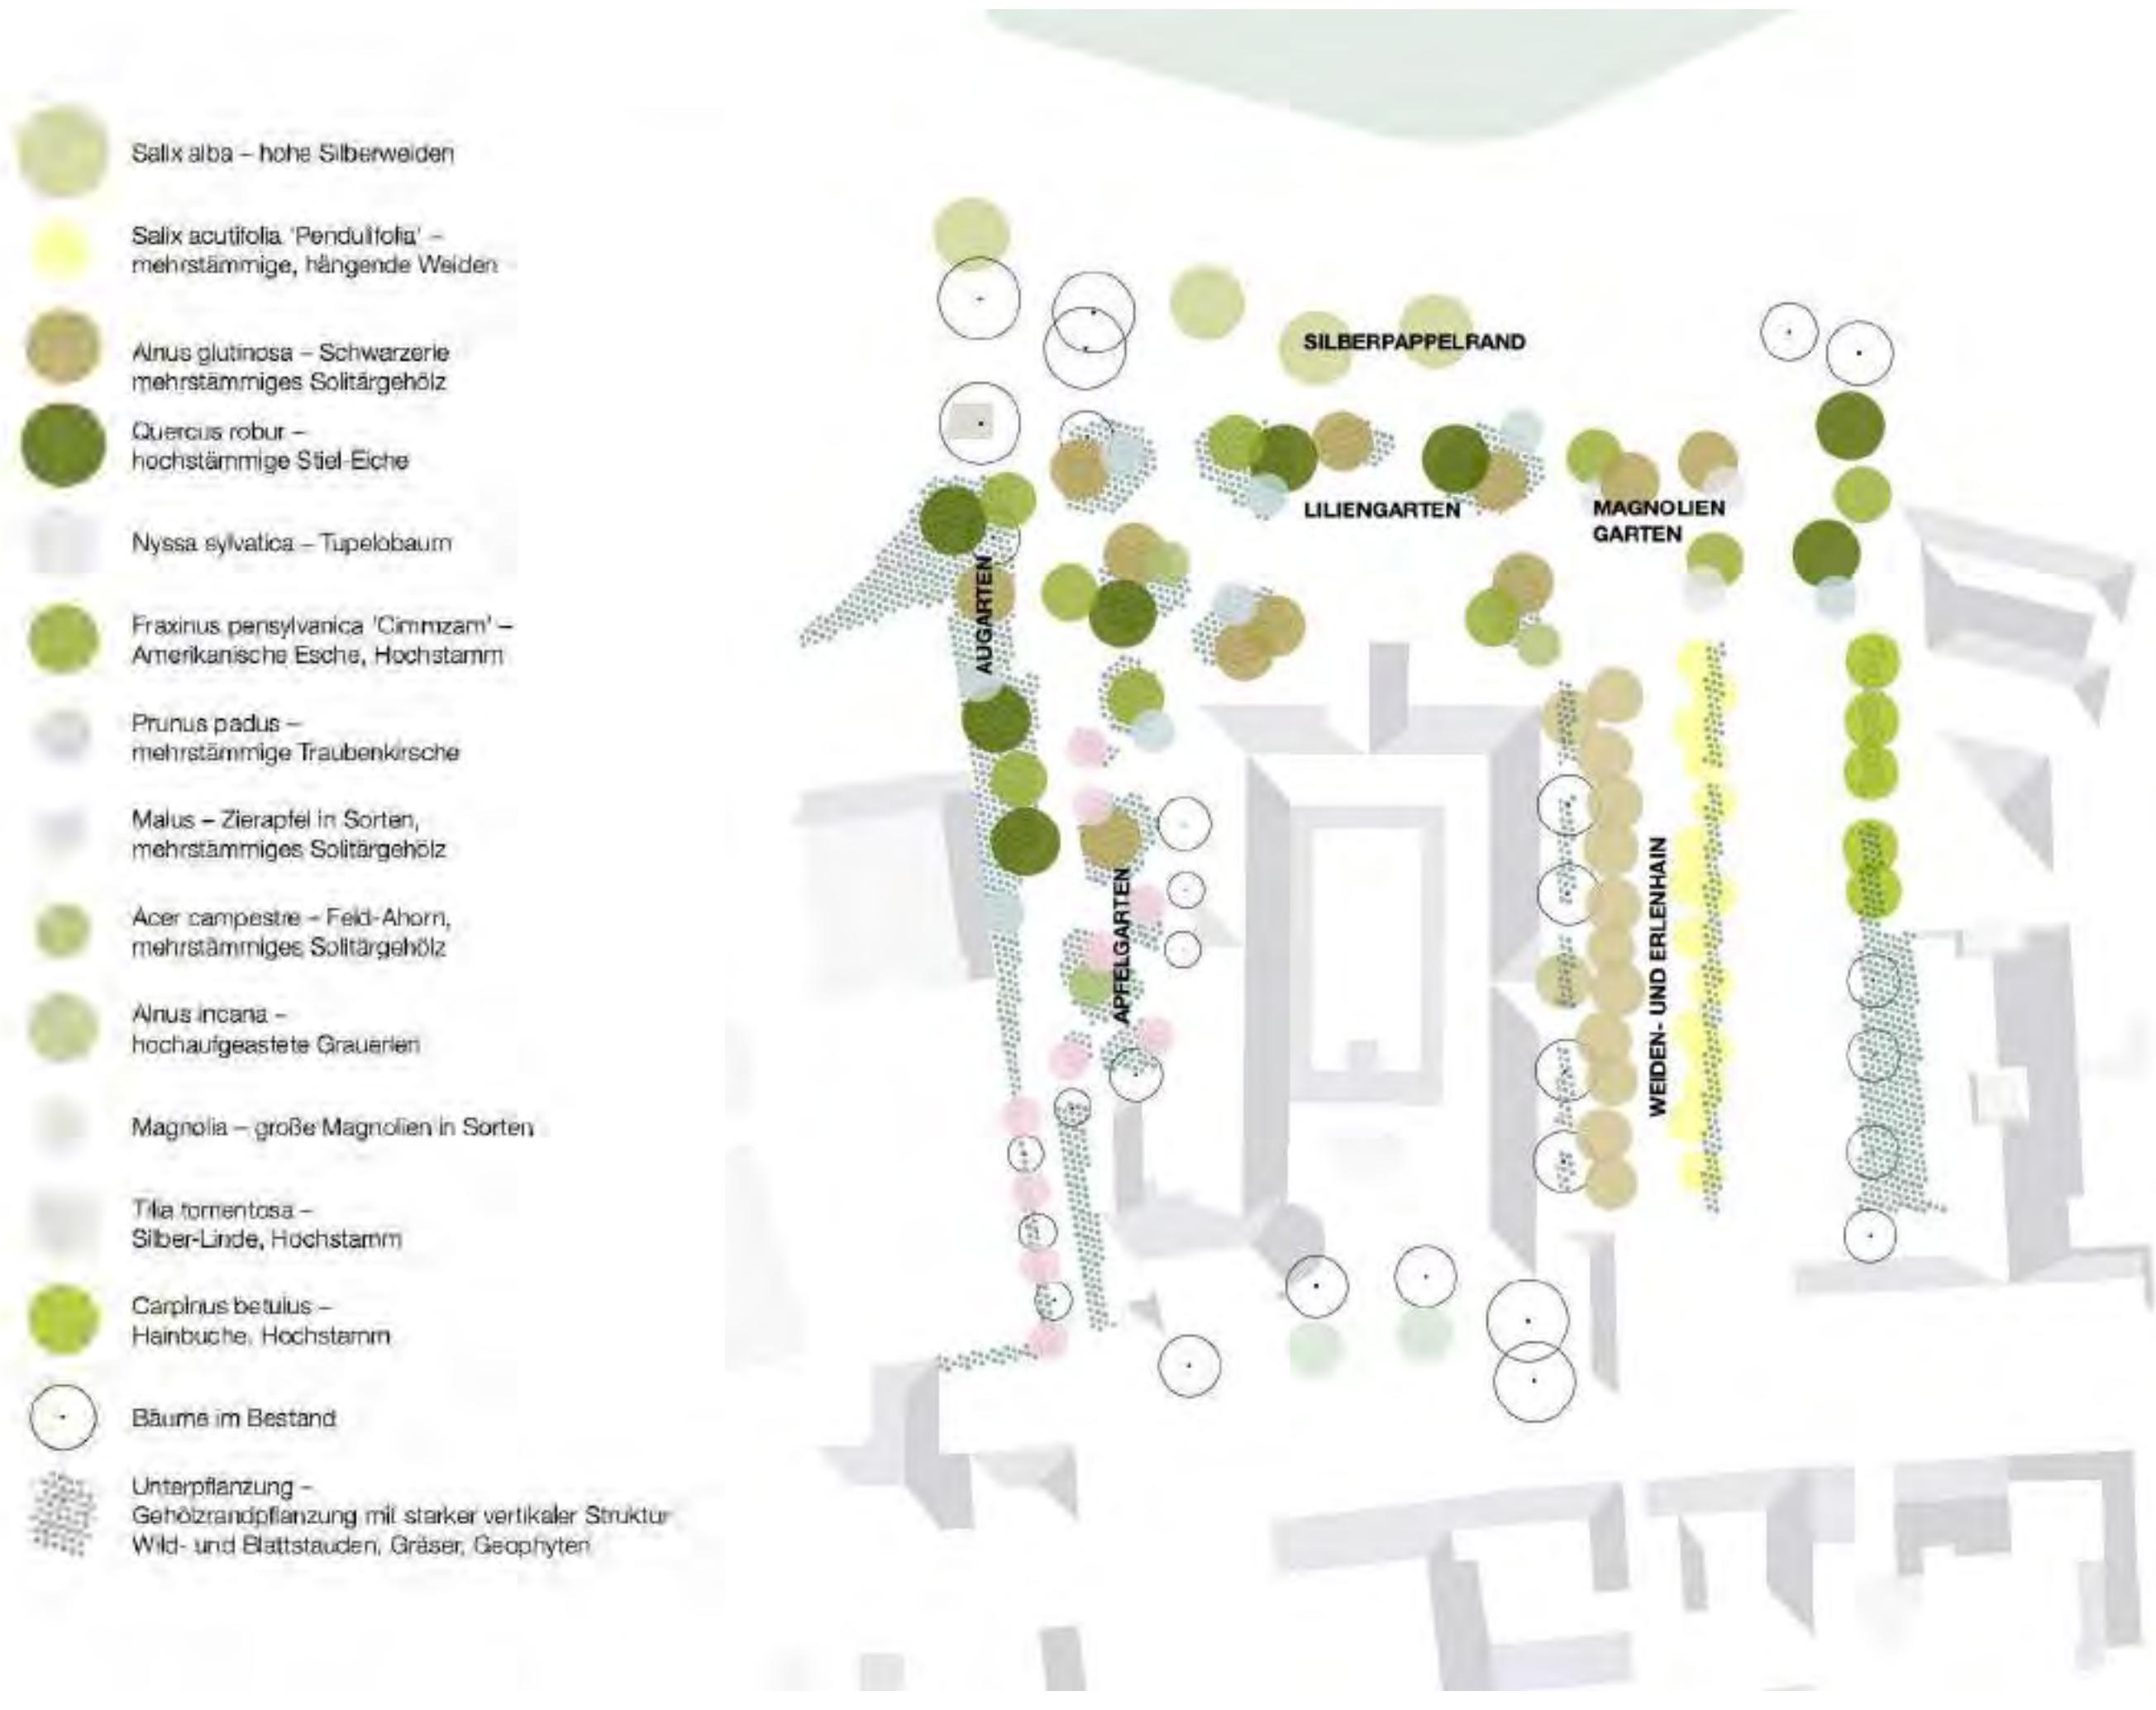 Salix alba – hohe Silberweiden
Salix acutifolia 'Pendulifolia' –
mehrstämmige, hängende Weiden
Alnus glutinosa – Schwarzerle
mehrstämmiges Solitärgehölz
Quercus robur –
hochstämmige Stiel-Eiche
Nyssa sylvatica – Tupelobaum
Fraxinus pensylvanica 'Cimmzam' –
Amerikanische Esche, Hochstamm
Prunus padus –
mehrstämmige Traubenkirsche
Malus – Zierapfel in Sorten,
mehrstämmiges Solitärgehölz
Acer campestre – Feld-Ahorn,
mehrstämmiges Solitärgehölz
Alnus incana –
hochaufgeastete Grauerlen
Magnolia – große Magnolien in Sorten
Tilia tomentosa –
Silber-Linde, Hochstamm
Carpinus betulus –
Hainbuche, Hochstamm
Bäume im Bestand
Unterpflanzung –
Gehölzrandpflanzung mit starker vertikaler Struktur
Wild- und Blattstauden, Gräser, Geophyten
SILBERPAPPELRAND
LILIENGARTEN
MAGNOLIEN
GARTEN
AUGARTEN
APFELGARTEN
WEIDEN- UND ERLENHAIN